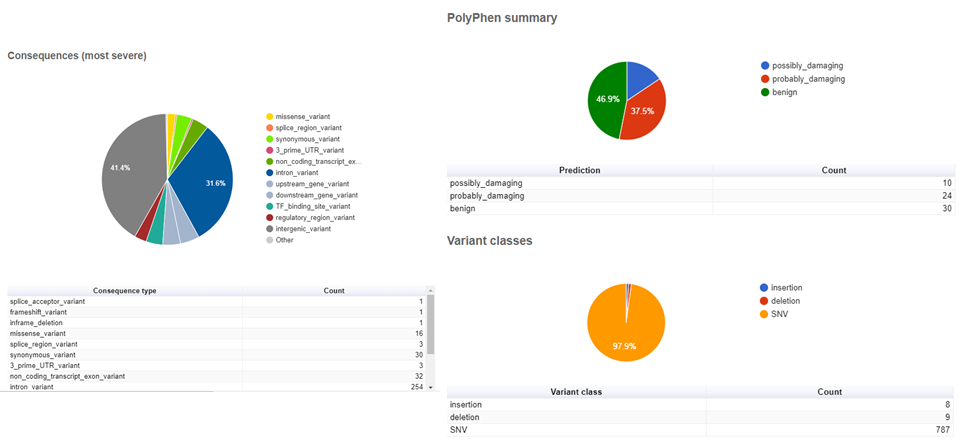 Consequences (most severe)
41.4%
31.6%
missense_variant
splice_region_variant
synonymous_variant
3_prime_UTR_variant
non_coding_transcript_ex...
intron_variant
upstream_gene_variant
downstream_gene_variant
TF_binding_site_variant
regulatory_region_variant
intergenic_variant
Other
Consequence type Count
splice_acceptor_variant 1
frameshift_variant 1
inframe_deletion 1
missense_variant 16
splice_region_variant 3
synonymous_variant 30
3_prime_UTR_variant 3
non_coding_transcript_exon_variant 32
intron_variant 254
PolyPhen summary
46.9%
37.5%
possibly_damaging
probably_damaging
benign
Prediction Count
possibly_damaging 10
probably_damaging 24
benign 30
Variant classes
97.9%
insertion
deletion
SNV
Variant class Count
insertion 8
deletion 9
SNV 787